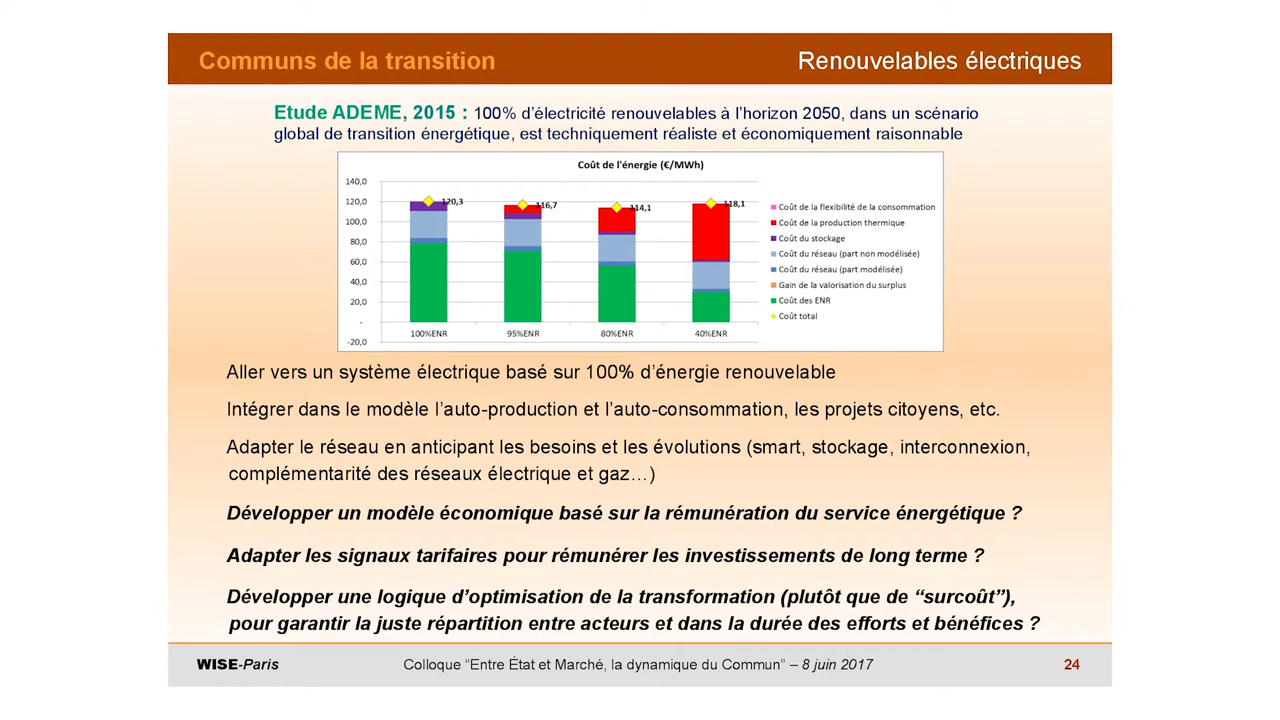 Communs de la transition
Renouvelables électriques
Etude ADEME, 2015 : 100% d’électricité renouvelables à l’horizon 2050, dans un scénario
global de transition énergétique, est techniquement réaliste et économiquement raisonnable
Coût de l'énergie (€/MWh)
140,0
120,0
100,0
80,0
60,0
40,0
20,0
-
-20,0
120,3
116,7
114,1
118,1
100%ENR
95%ENR
80%ENR
40%ENR
Coût de la flexibilité de la consommation
Coût de la production thermique
Coût du stockage
Coût du réseau (part non modélisée)
Coût du réseau (part modélisée)
Gain de la valorisation du surplus
Coût des ENR
Coût total
Aller vers un système électrique basé sur 100% d’énergie renouvelable
Intégrer dans le modèle l’auto-production et l’auto-consommation, les projets citoyens, etc.
Adapter le réseau en anticipant les besoins et les évolutions (smart, stockage, interconnexion,
complémentarité des réseaux électrique et gaz…)
Développer un modèle économique basé sur la rémunération du service énergétique ?
Adapter les signaux tarifaires pour rémunérer les investissements de long terme ?
Développer une logique d’optimisation de la transformation (plutôt que de “surcoût”),
pour garantir la juste répartition entre acteurs et dans la durée des efforts et bénéfices ?
WISE-Paris
Colloque “Entre État et Marché, la dynamique du Commun” – 8 juin 2017
24